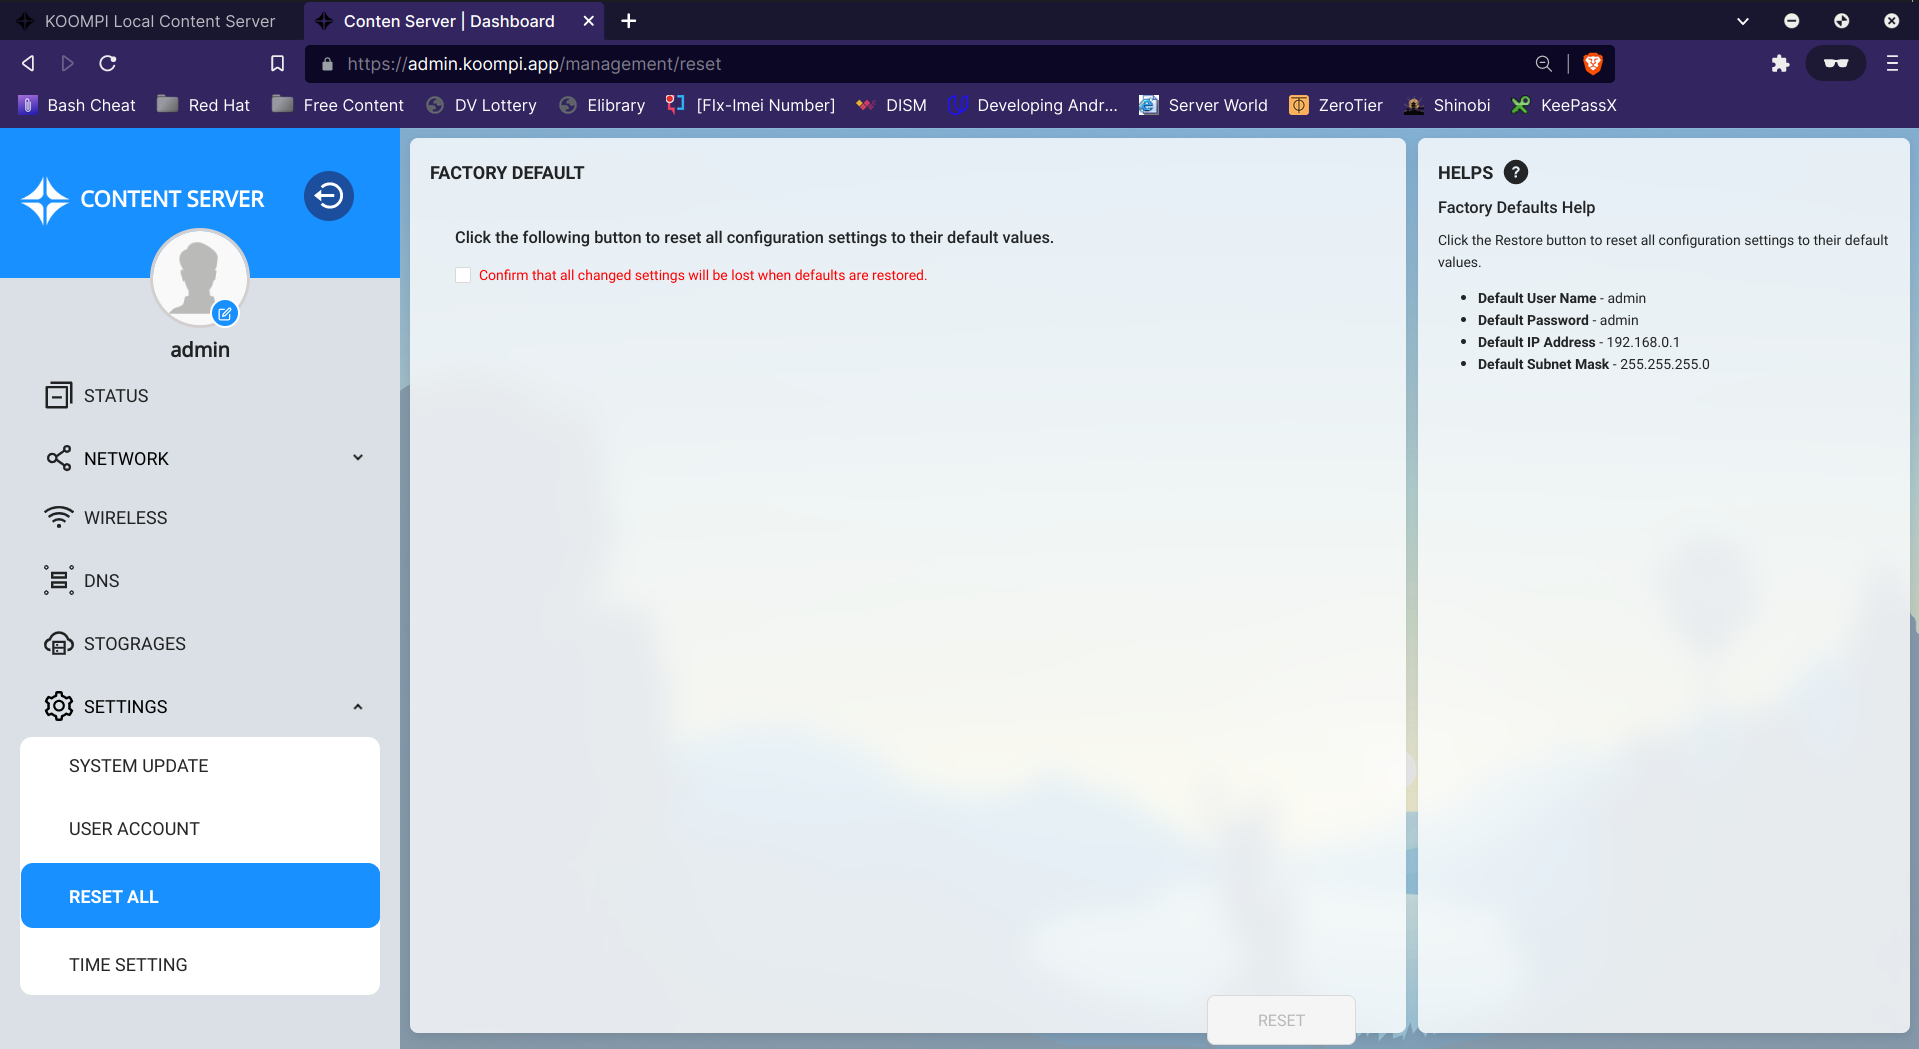 KOOMPI Local Content Server
Conten Server | Dashboard
https://admin.koompi.app/management/reset
Bash Cheat
Red Hat
Free Content
DV Lottery
Elibrary
[FIx-Imei Number]
DISM
Developing Andr...
Server World
ZeroTier
Shinobi
KeePassX
CONTENT SERVER
admin
STATUS
NETWORK
WIRELESS
DNS
STOGRAGES
SETTINGS
SYSTEM UPDATE
USER ACCOUNT
RESET ALL
TIME SETTING
FACTORY DEFAULT
Click the following button to reset all configuration settings to their default values.
Confirm that all changed settings will be lost when defaults are restored.
RESET
HELPS ?
Factory Defaults Help
Click the Restore button to reset all configuration settings to their default
values.
• Default User Name - admin
• Default Password - admin
• Default IP Address - 192.168.0.1
• Default Subnet Mask - 255.255.255.0